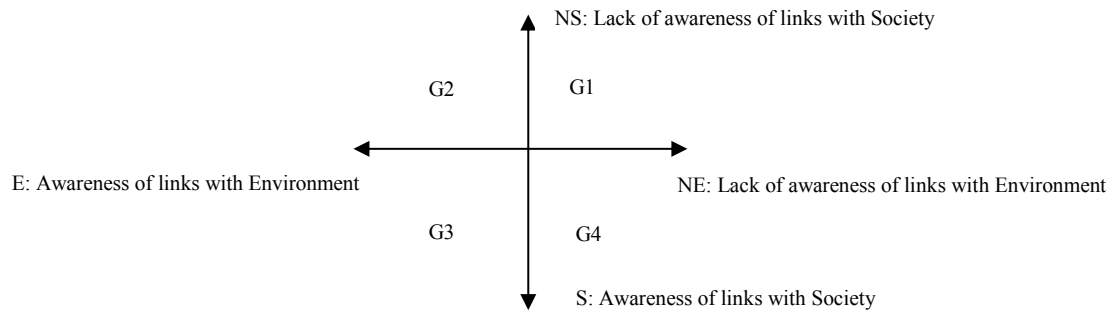 NS: Lack of awareness of links with Society
G2
G1
E: Awareness of links with Environment
NE: Lack of awareness of links with Environment
G3
G4
S: Awareness of links with Society